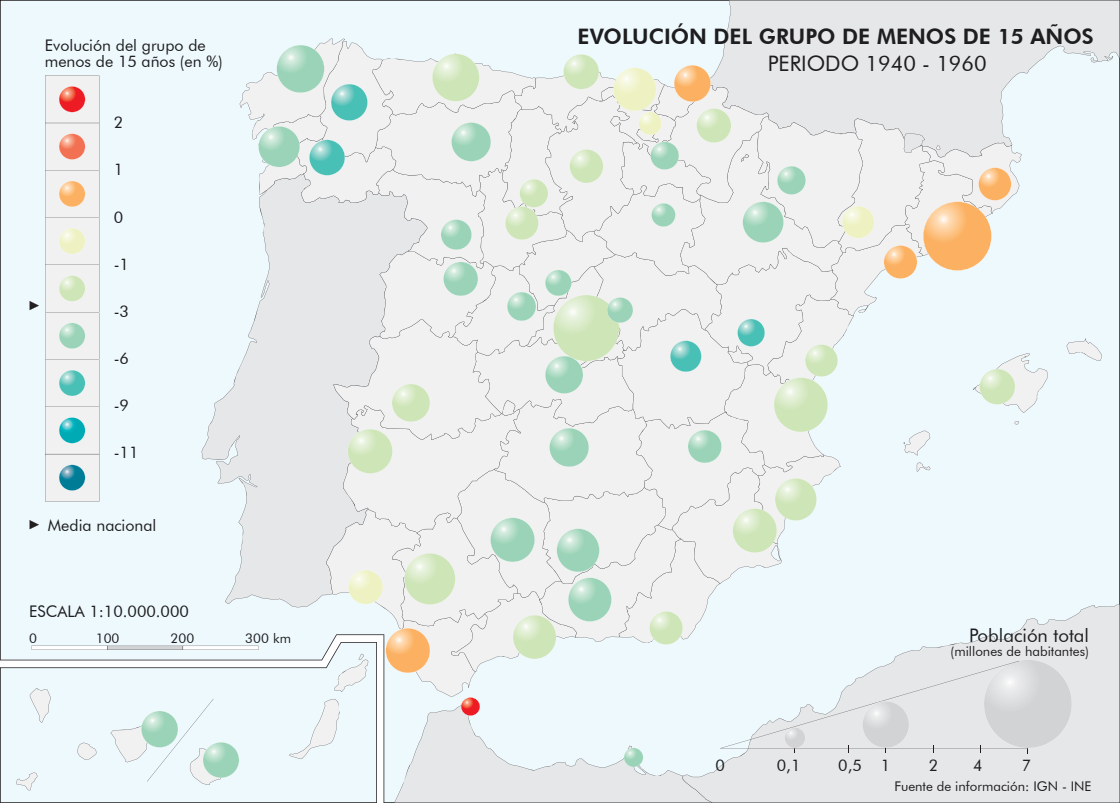 EVOLUCIÓN DEL GRUPO DE MENOS DE 15 AÑOS
PERIODO 1940 - 1960
Evolución del grupo de
menos de 15 años (en %)
2
1
0
-1
-3
-6
-9
-11
Media nacional
ESCALA 1:10.000.000
0 100 200 300 km
Población total
(millones de habitantes)
0 0,1 0,5 1 2 4 7
Fuente de información: IGN - INE